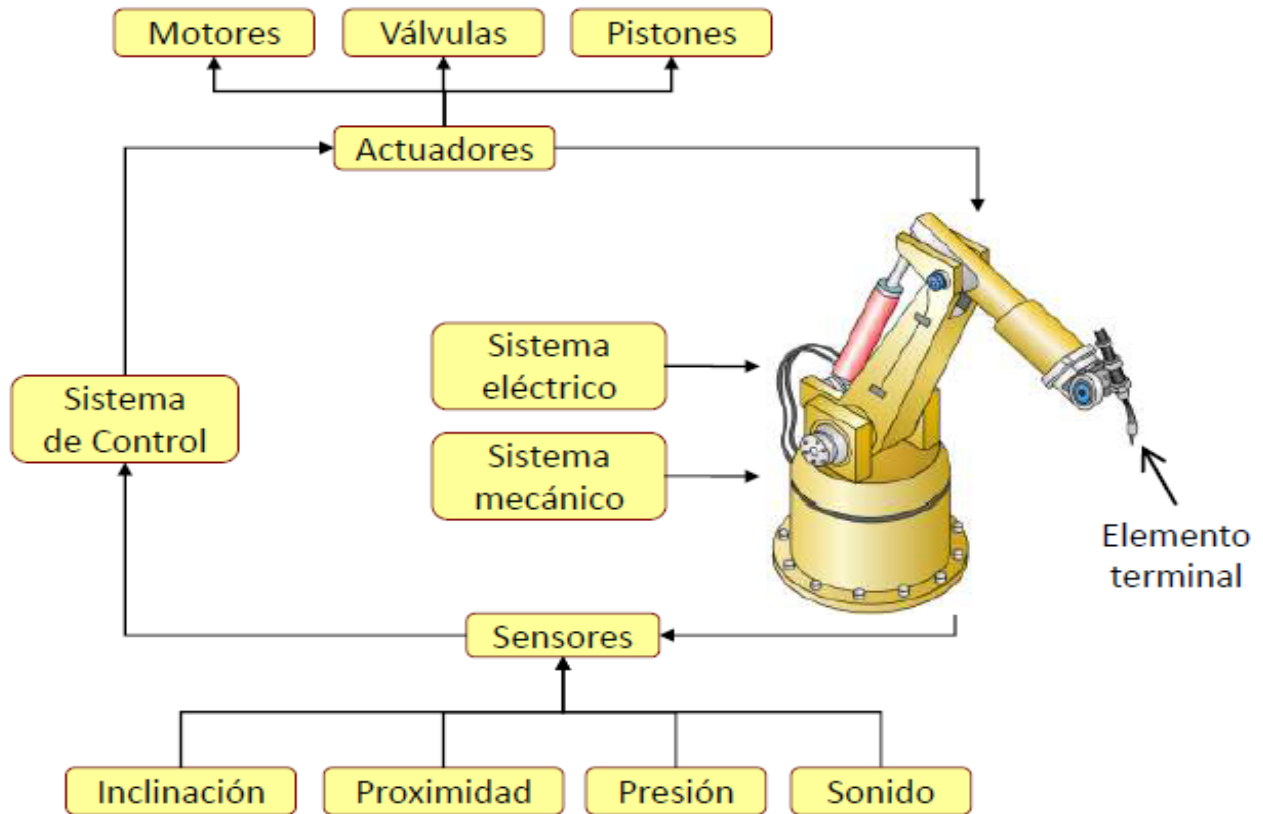 Motores
Válvulas
Pistones
Actuadores
Sistema
eléctrico
Sistema
de Control
Sistema
mecánico
Elemento
terminal
Sensores
Inclinación
Proximidad
Presión
Sonido